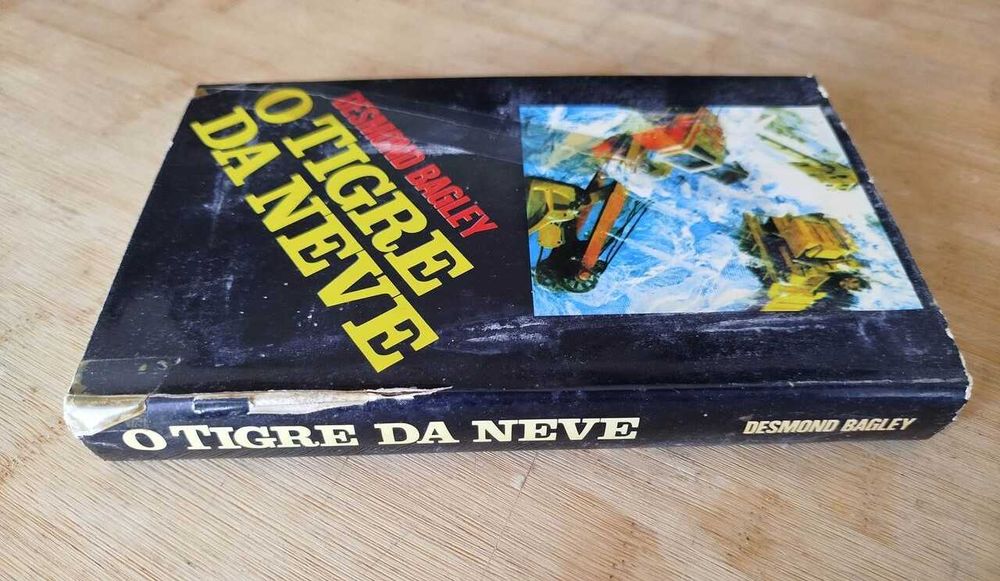 DESMOND BAGLEY
O TIGRE
DA NEVE
O TIGRE DA NEVE
DESMOND BAGLEY